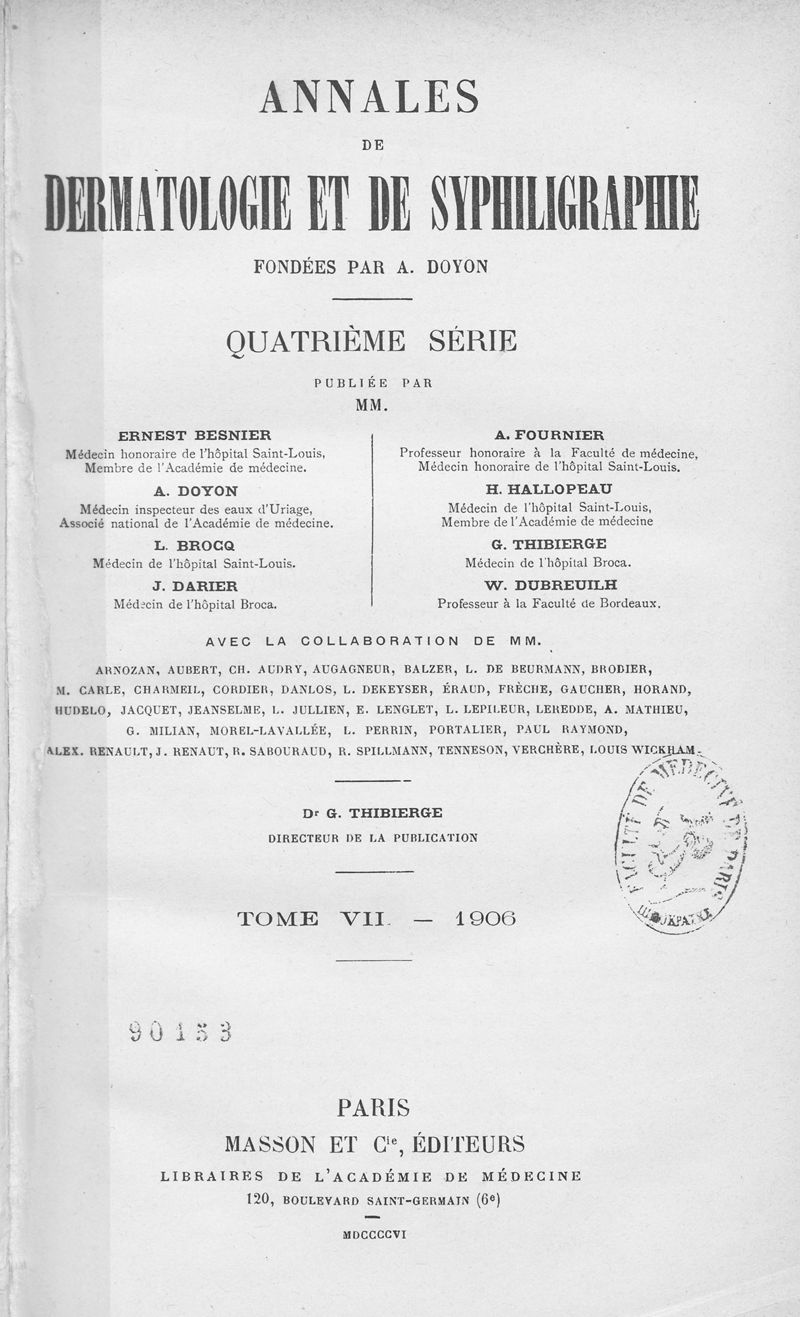 ANNALES
DE
DERMATOLOGIE ET DE SYPHILIGRAPHIE
FONDÉES PAR A. DOYON
QUATRIÈME SÉRIE
PUBLIÉE PAR
MM.
ERNEST BESNIER
Médecin honoraire de l'hôpital Saint-Louis,
Membre de l'Académie de médecine.
A. DOYON
Médecin inspecteur des eaux d'Uriage,
Associé national de l'Académie de médecine.
L. BROCQ
Médecin de l'hôpital Saint-Louis.
J. DARIER
Médecin de l'hôpital Broca.
A. FOURNIER
Professeur honoraire à la Faculté de médecine,
Médecin honoraire de l'hôpital Saint-Louis.
H. HALLOPEAU
Médecin de l'hôpital Saint-Louis,
Membre de l'Académie de médecine
G. THIBIERGE
Médecin de l'hôpital Broca.
W. DUBREUILH
Professeur à la Faculté de Bordeaux.
AVEC LA COLLABORATION DE MM.
ARNOZAN, AUBERT, CH. AUDRY, AUGAGNEUR, BALZER, L. DE BEURMANN, BRODIER,
M. CARLE, CHARMEIL, CORDIER, DANLOS, L. DEKEYSER, ÉRAUD, FRÈCHE, GAUCHER, HORAND,
HUDELO, JACQUET, JEANSELME, L. JULLIEN, E. LENGLET, L. LEPILEUR, LEREDDE, A. MATHIEU,
G. MILIAN, MOREL-LAVALLÉE, L. PERRIN, PORTALIER, PAUL RAYMOND,
ALEX. RENAULT, J. RENAUT, R. SABOURAUD, R. SPILLMANN, TENNESON, VERCHÈRE, LOUIS WICKHAM.
FACULTÉ DE MEDECINE PARIS
Dr G. THIBIERGE
DIRECTEUR DE LA PUBLICATION
TOME VII. — 1906
90153
PARIS
MASSON ET Cie, ÉDITEURS
LIBRAIRES DE L'ACADÉMIE DE MÉDECINE
120, BOULEVARD SAINT-GERMAIN (6e)
MDCCCCVI